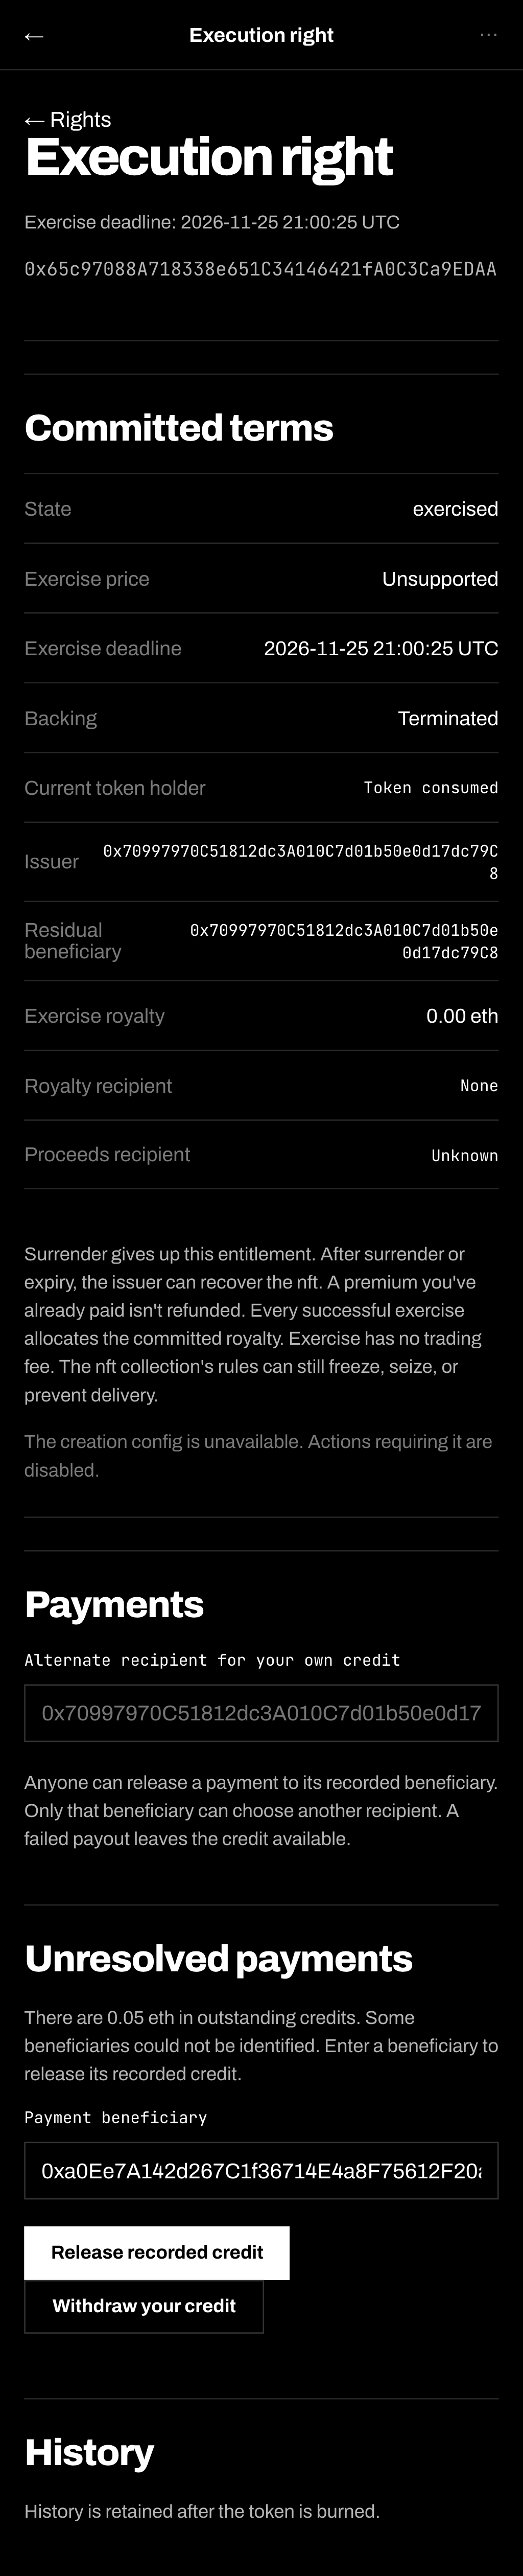 ←
Execution right
...
← Rights
Execution right
Exercise deadline: 2026-11-25 21:00:25 UTC
0x65c97088A718338e651C34146421fA0C3Ca9EDAA
Committed terms
State exercised
Exercise price Unsupported
Exercise deadline 2026-11-25 21:00:25 UTC
Backing Terminated
Current token holder Token consumed
Issuer 0x70997970C51812dc3A010C7d01b50e0d17dc79C
8
Residual
beneficiary
0x70997970C51812dc3A010C7d01b50e
0d17dc79C8
Exercise royalty 0.00 eth
Royalty recipient None
Proceeds recipient Unknown
Surrender gives up this entitlement. After surrender or
expiry, the issuer can recover the nft. A premium you've
already paid isn't refunded. Every successful exercise
allocates the committed royalty. Exercise has no trading
fee. The nft collection's rules can still freeze, seize, or
prevent delivery.
The creation config is unavailable. Actions requiring it are
disabled.
Payments
Alternate recipient for your own credit
0x70997970C51812dc3A010C7d01b50e0d17
Anyone can release a payment to its recorded beneficiary.
Only that beneficiary can choose another recipient. A
failed payout leaves the credit available.
Unresolved payments
There are 0.05 eth in outstanding credits. Some
beneficiaries could not be identified. Enter a beneficiary to
release its recorded credit.
Payment beneficiary
0xa0Ee7A142d267C1f36714E4a8F75612F20a
Release recorded credit
Withdraw your credit
History
History is retained after the token is burned.